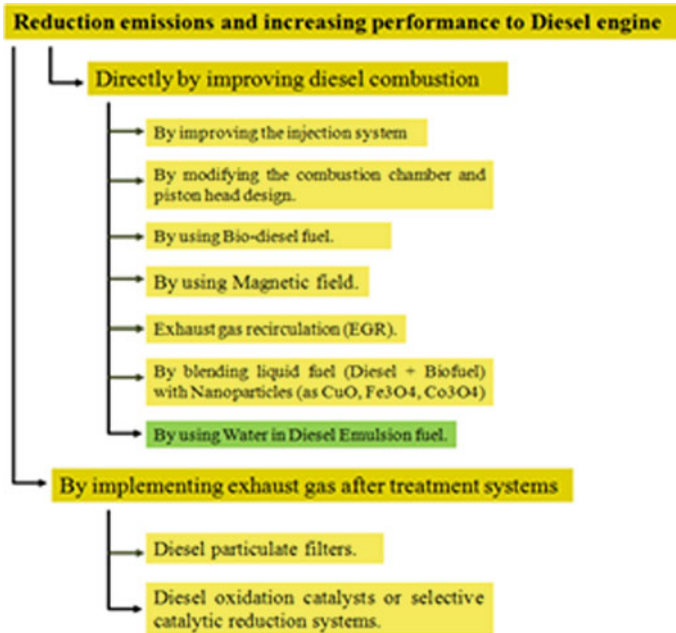 Reduction emissions and increasing performance to Diesel engine
Directly by improving diesel combustion
By improving the injection system
By modifying the combustion chamber and
piston head design.
By using Bio-diesel fuel.
By using Magnetic field.
Exhaust gas recirculation (EGR).
By blending liquid fuel (Diesel + Biofuel)
with Nanoparticles (as CuO, Fe3O4, Co3O4)
By using Water in Diesel Emulsion fuel.
By implementing exhaust gas after treatment systems
Diesel particulate filters.
Diesel oxidation catalysts or selective
catalytic reduction systems.